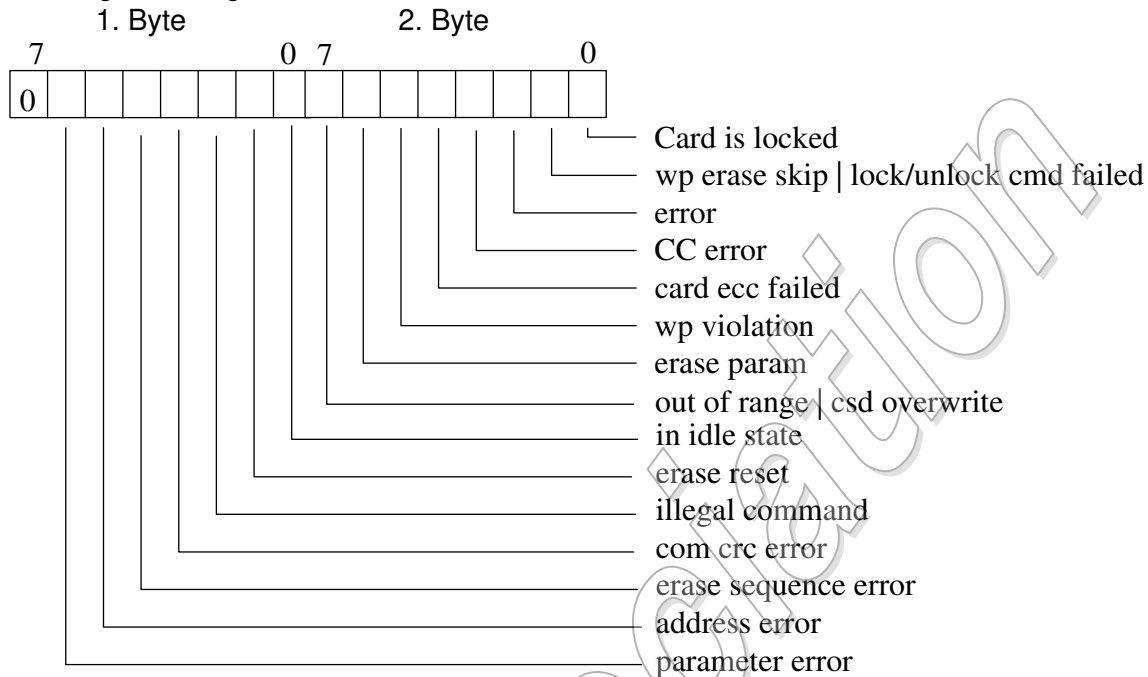 1. Byte 2. Byte
7 0 7 0
0
Card is locked
wp erase skip | lock/unlock cmd failed
error
CC error
card ecc failed
wp violation
erase param
out of range | csd overwrite
in idle state
erase reset
illegal command
com crc error
erase sequence error
address error
parameter error